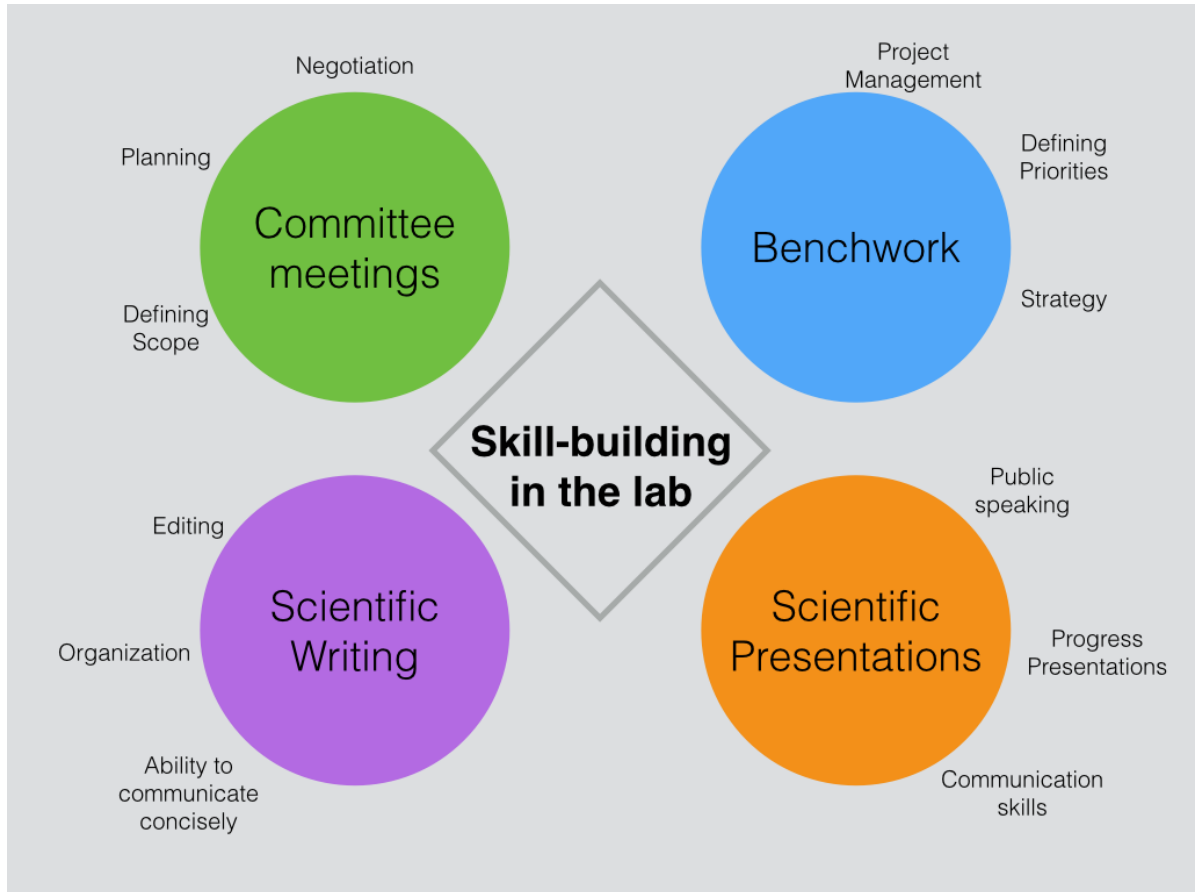 Negotiation
Planning
Committee
meetings
Defining
Scope
Project
Management
Defining
Priorities
Benchwork
Strategy
Skill-building
in the lab
Editing
Scientific
Writing
Organization
Ability to
communicate
concisely
Public
speaking
Scientific
Presentations
Progress
Presentations
Communication
skills